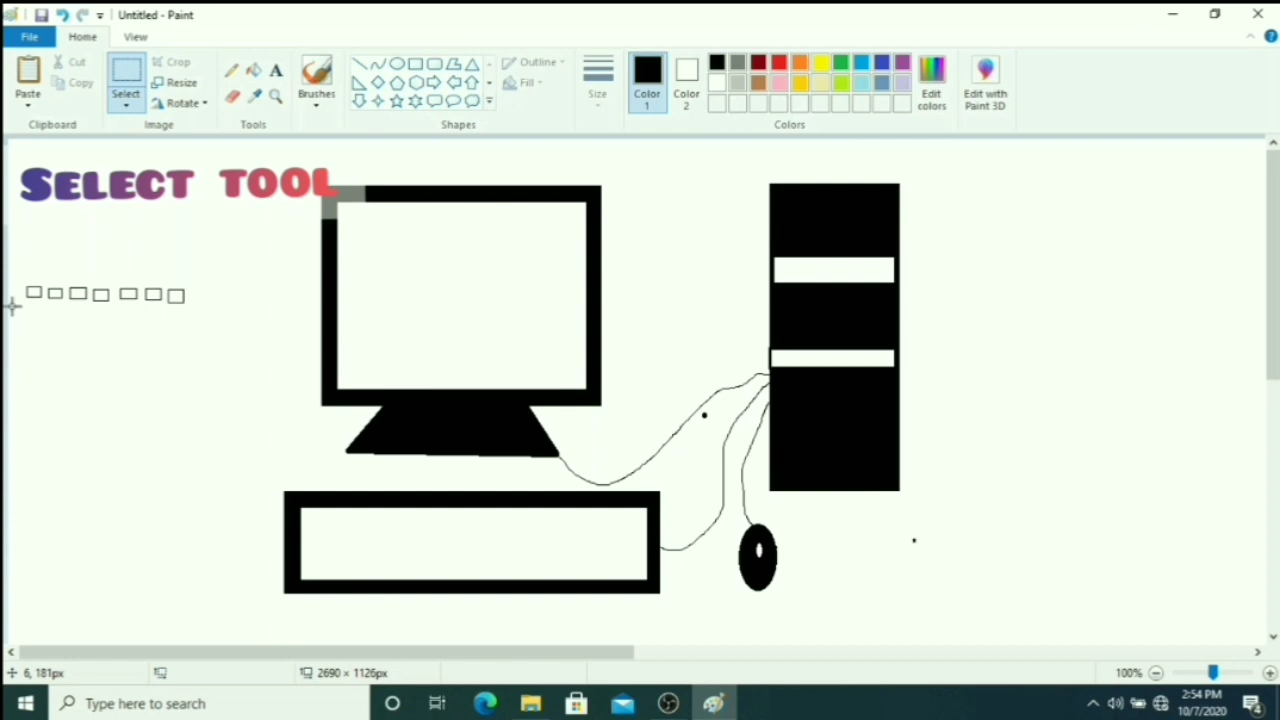 Untitled - Paint
File Home View
Paste
Cut
Copy
Clipboard
Select
Crop
Resize
Rotate
Image
A
Tools
Brushes
Shapes
Outline
Fill
Size
Color 1
Color 2
Colors
Edit colors
Edit with Paint 3D
SELECT TOOL
6, 181px
2690 × 1126px
100%
Type here to search
2:54 PM
10/7/2020
4